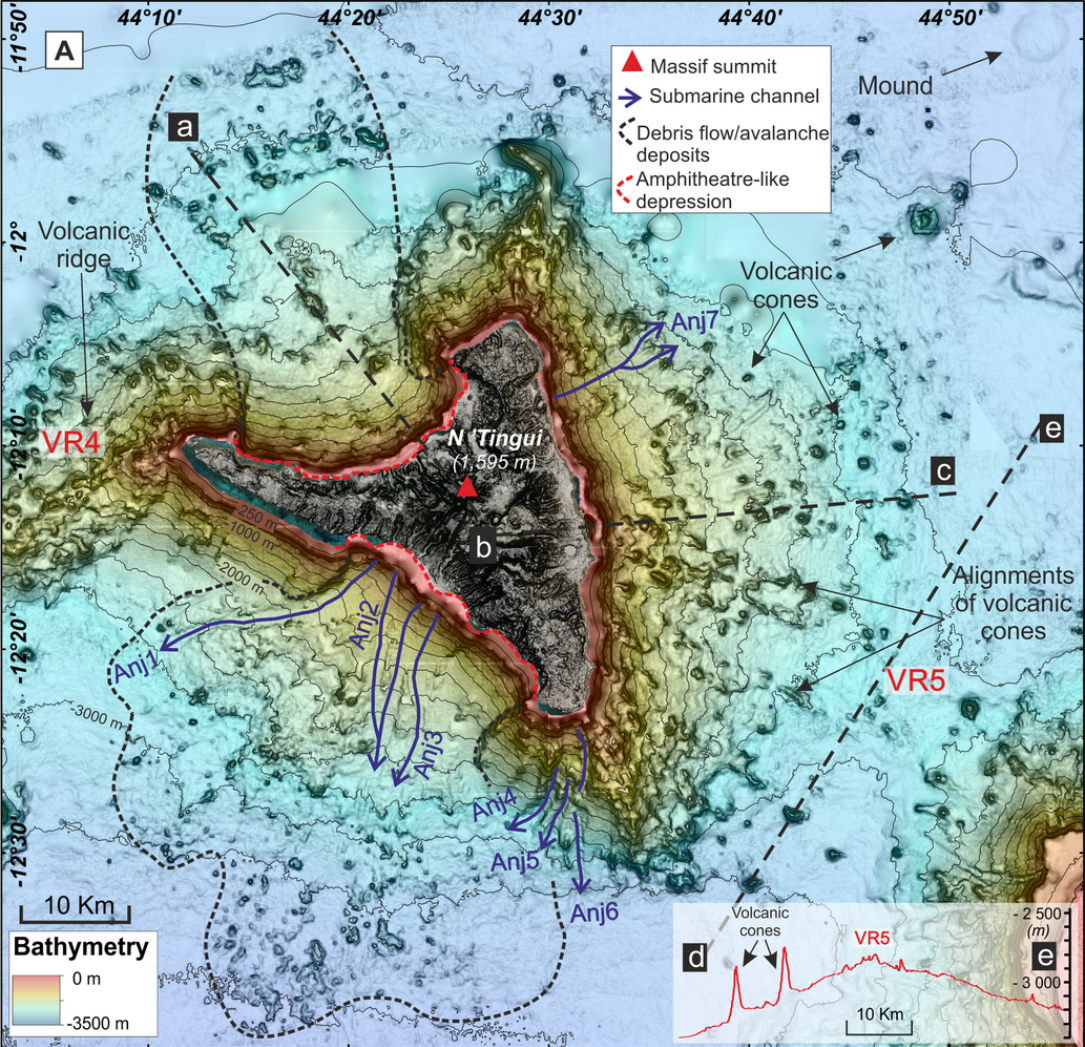 44°10'
44°20'
44°30'
44°40'
44°50'
-11°50'
-12°
-12°10'
-12°20'
-12°30'
A
Massif summit
Submarine channel
Debris flow/avalanche
deposits
Amphitheatre-like
depression
Mound
a
Volcanic
ridge
Volcanic
cones
Anj7
VR4
N 'Tingui
(1,595 m)
e
c
b
-250 m
-1000 m
-2000 m
Alignments
of volcanic
cones
Anj1
Anj2
VR5
-3000 m
Anj3
Anj4
Anj5
Anj6
10 Km
Bathymetry
0 m
-3500 m
Volcanic
cones
VR5
- 2 500
(m)
d
e
- 3 000
10 Km